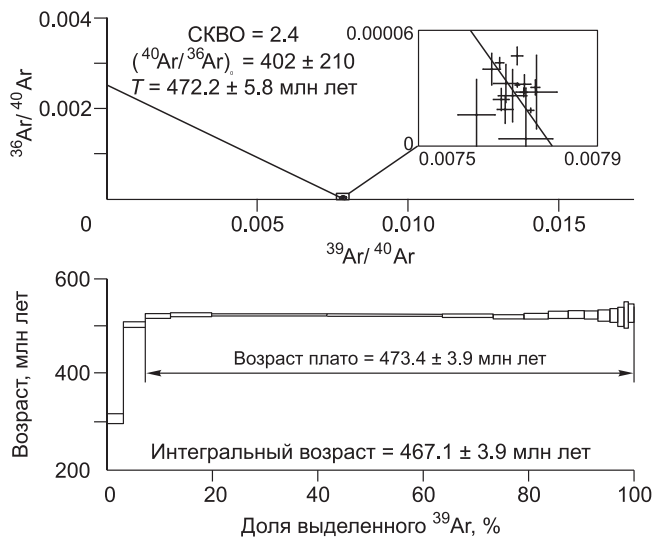 0.004
СКВО = 2.4
(⁴⁰Ar/³⁶Ar)₀ = 402 ± 210
T = 472.2 ± 5.8 млн лет
0.00006
0.002
³⁶Ar/⁴⁰Ar
0
0.0075
0.0079
0
0.005
0.010
0.015
³⁹Ar/⁴⁰Ar
600
400
200
Возраст, млн лет
Возраст плато = 473.4 ± 3.9 млн лет
Интегральный возраст = 467.1 ± 3.9 млн лет
0
20
40
60
80
100
Доля выделенного ³⁹Ar, %